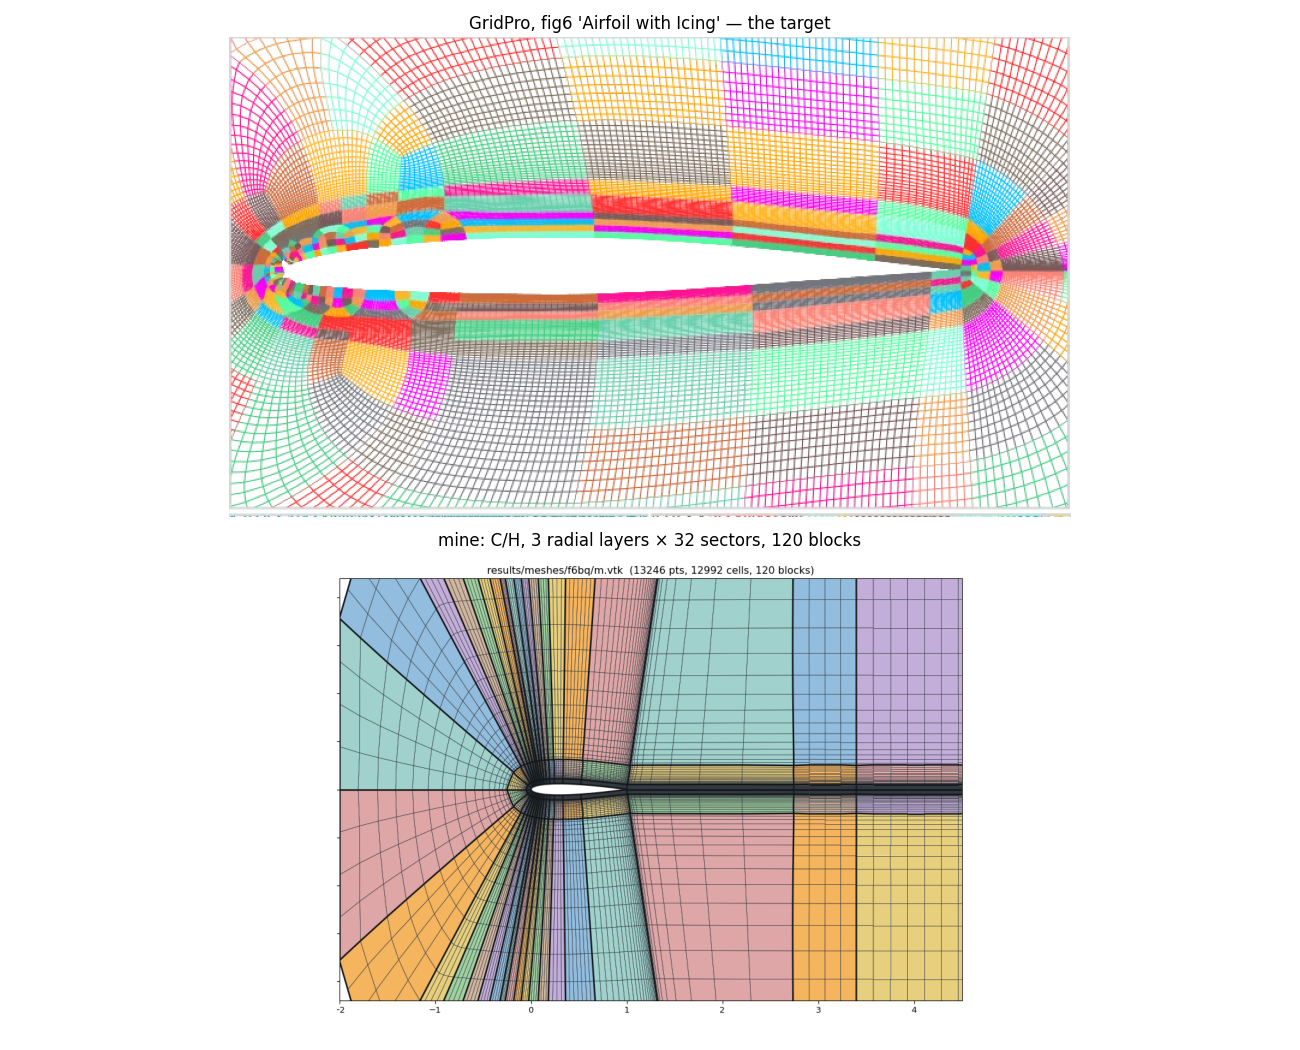 GridPro, fig6 'Airfoil with Icing' — the target
mine: C/H, 3 radial layers × 32 sectors, 120 blocks
results/meshes/f6bq/m.vtk (13246 pts, 12992 cells, 120 blocks)
-2 -1 0 1 2 3 4